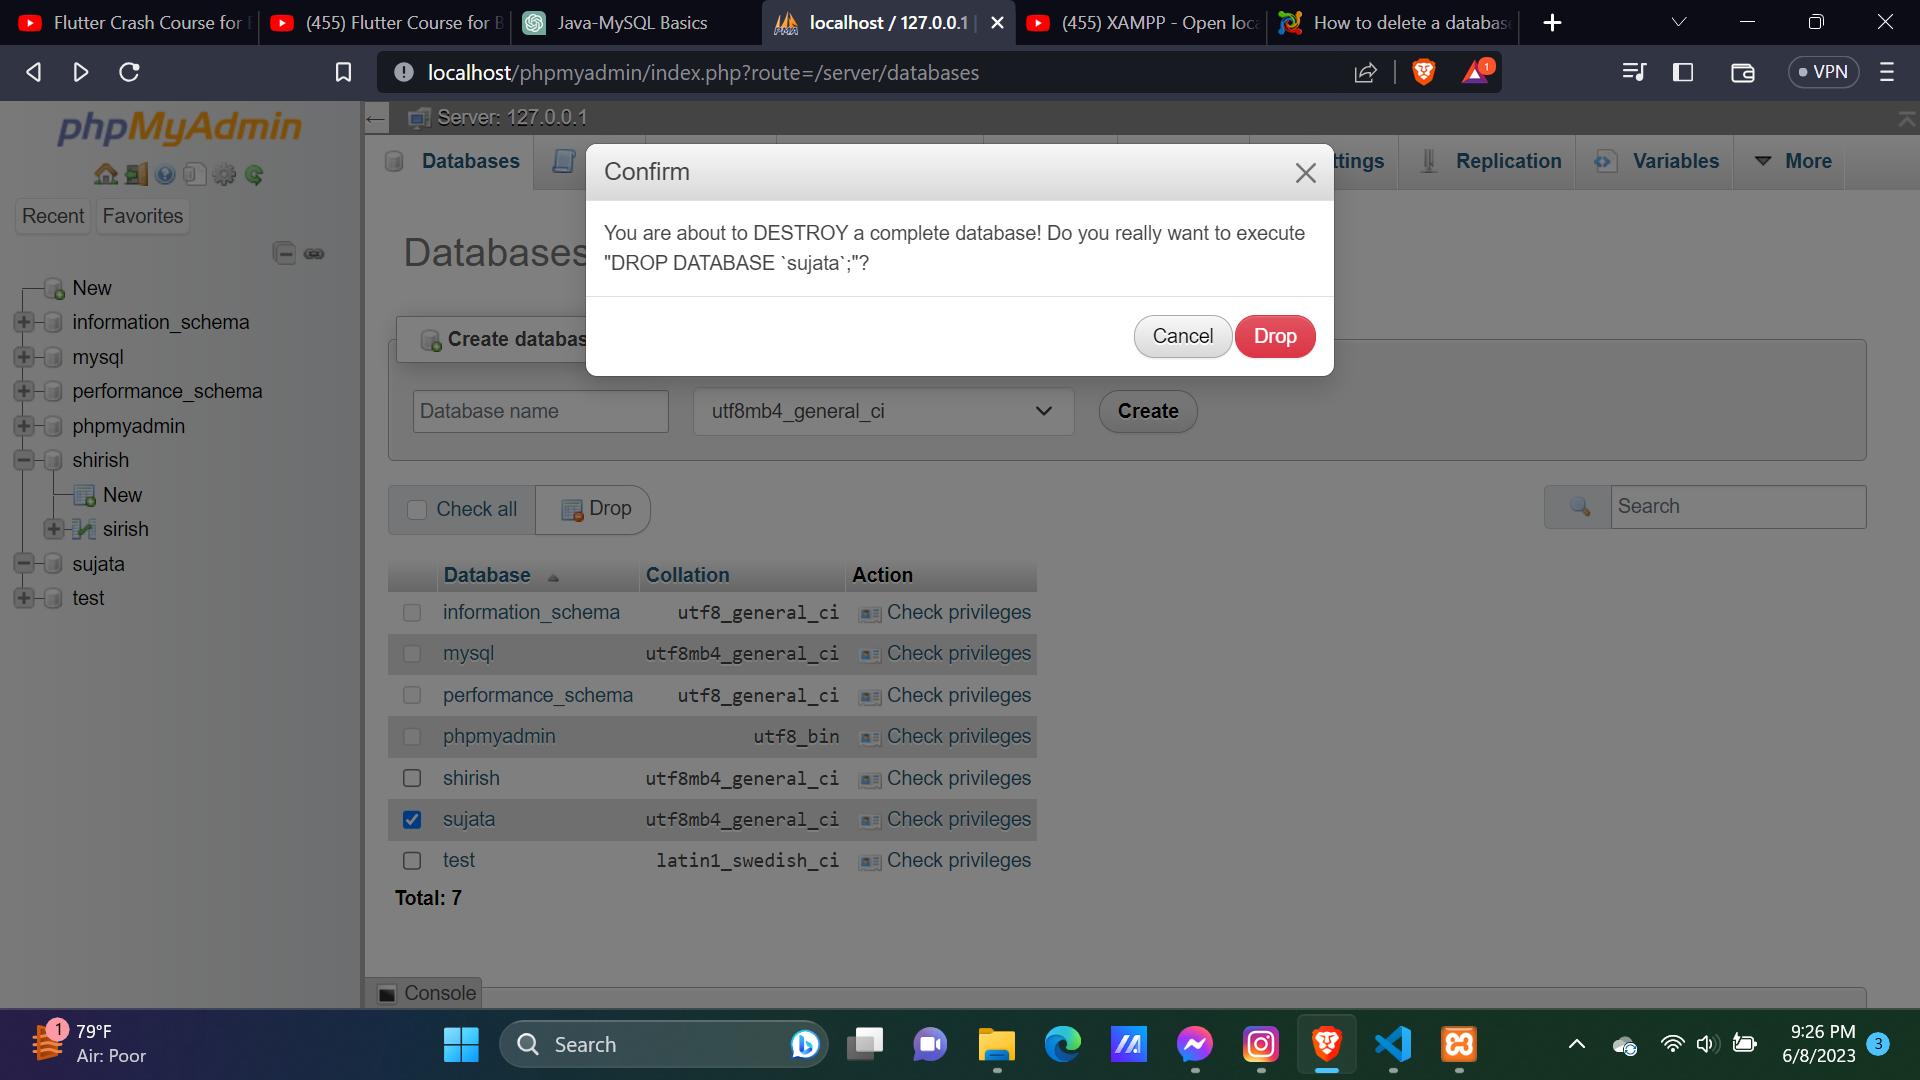 Flutter Crash Course for
(455) Flutter Course for B
Java-MySQL Basics
localhost / 127.0.0.1 |
(455) XAMPP - Open loca
How to delete a databas
localhost/phpmyadmin/index.php?route=/server/databases
1
VPN
phpMyAdmin
Recent
Favorites
New
information_schema
mysql
performance_schema
phpmyadmin
shirish
New
sirish
sujata
test
Server: 127.0.0.1
Databases
ttings
Replication
Variables
More
Confirm
You are about to DESTROY a complete database! Do you really want to execute
"DROP DATABASE `sujata`;"?
Cancel
Drop
Databases
Create databas
Database name
utf8mb4_general_ci
Create
Check all
Drop
Search
Database
Collation
Action
information_schema utf8_general_ci Check privileges
mysql utf8mb4_general_ci Check privileges
performance_schema utf8_general_ci Check privileges
phpmyadmin utf8_bin Check privileges
shirish utf8mb4_general_ci Check privileges
sujata utf8mb4_general_ci Check privileges
test latin1_swedish_ci Check privileges
Total: 7
Console
1
79°F
Air: Poor
Search
9:26 PM
6/8/2023
3